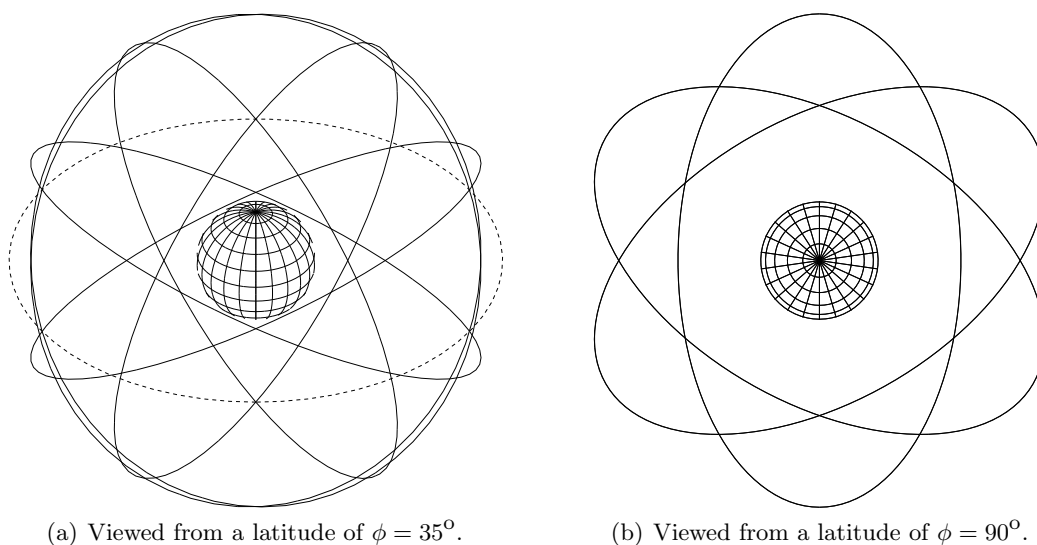 (a) Viewed from a latitude of ϕ = 35°.
(b) Viewed from a latitude of ϕ = 90°.